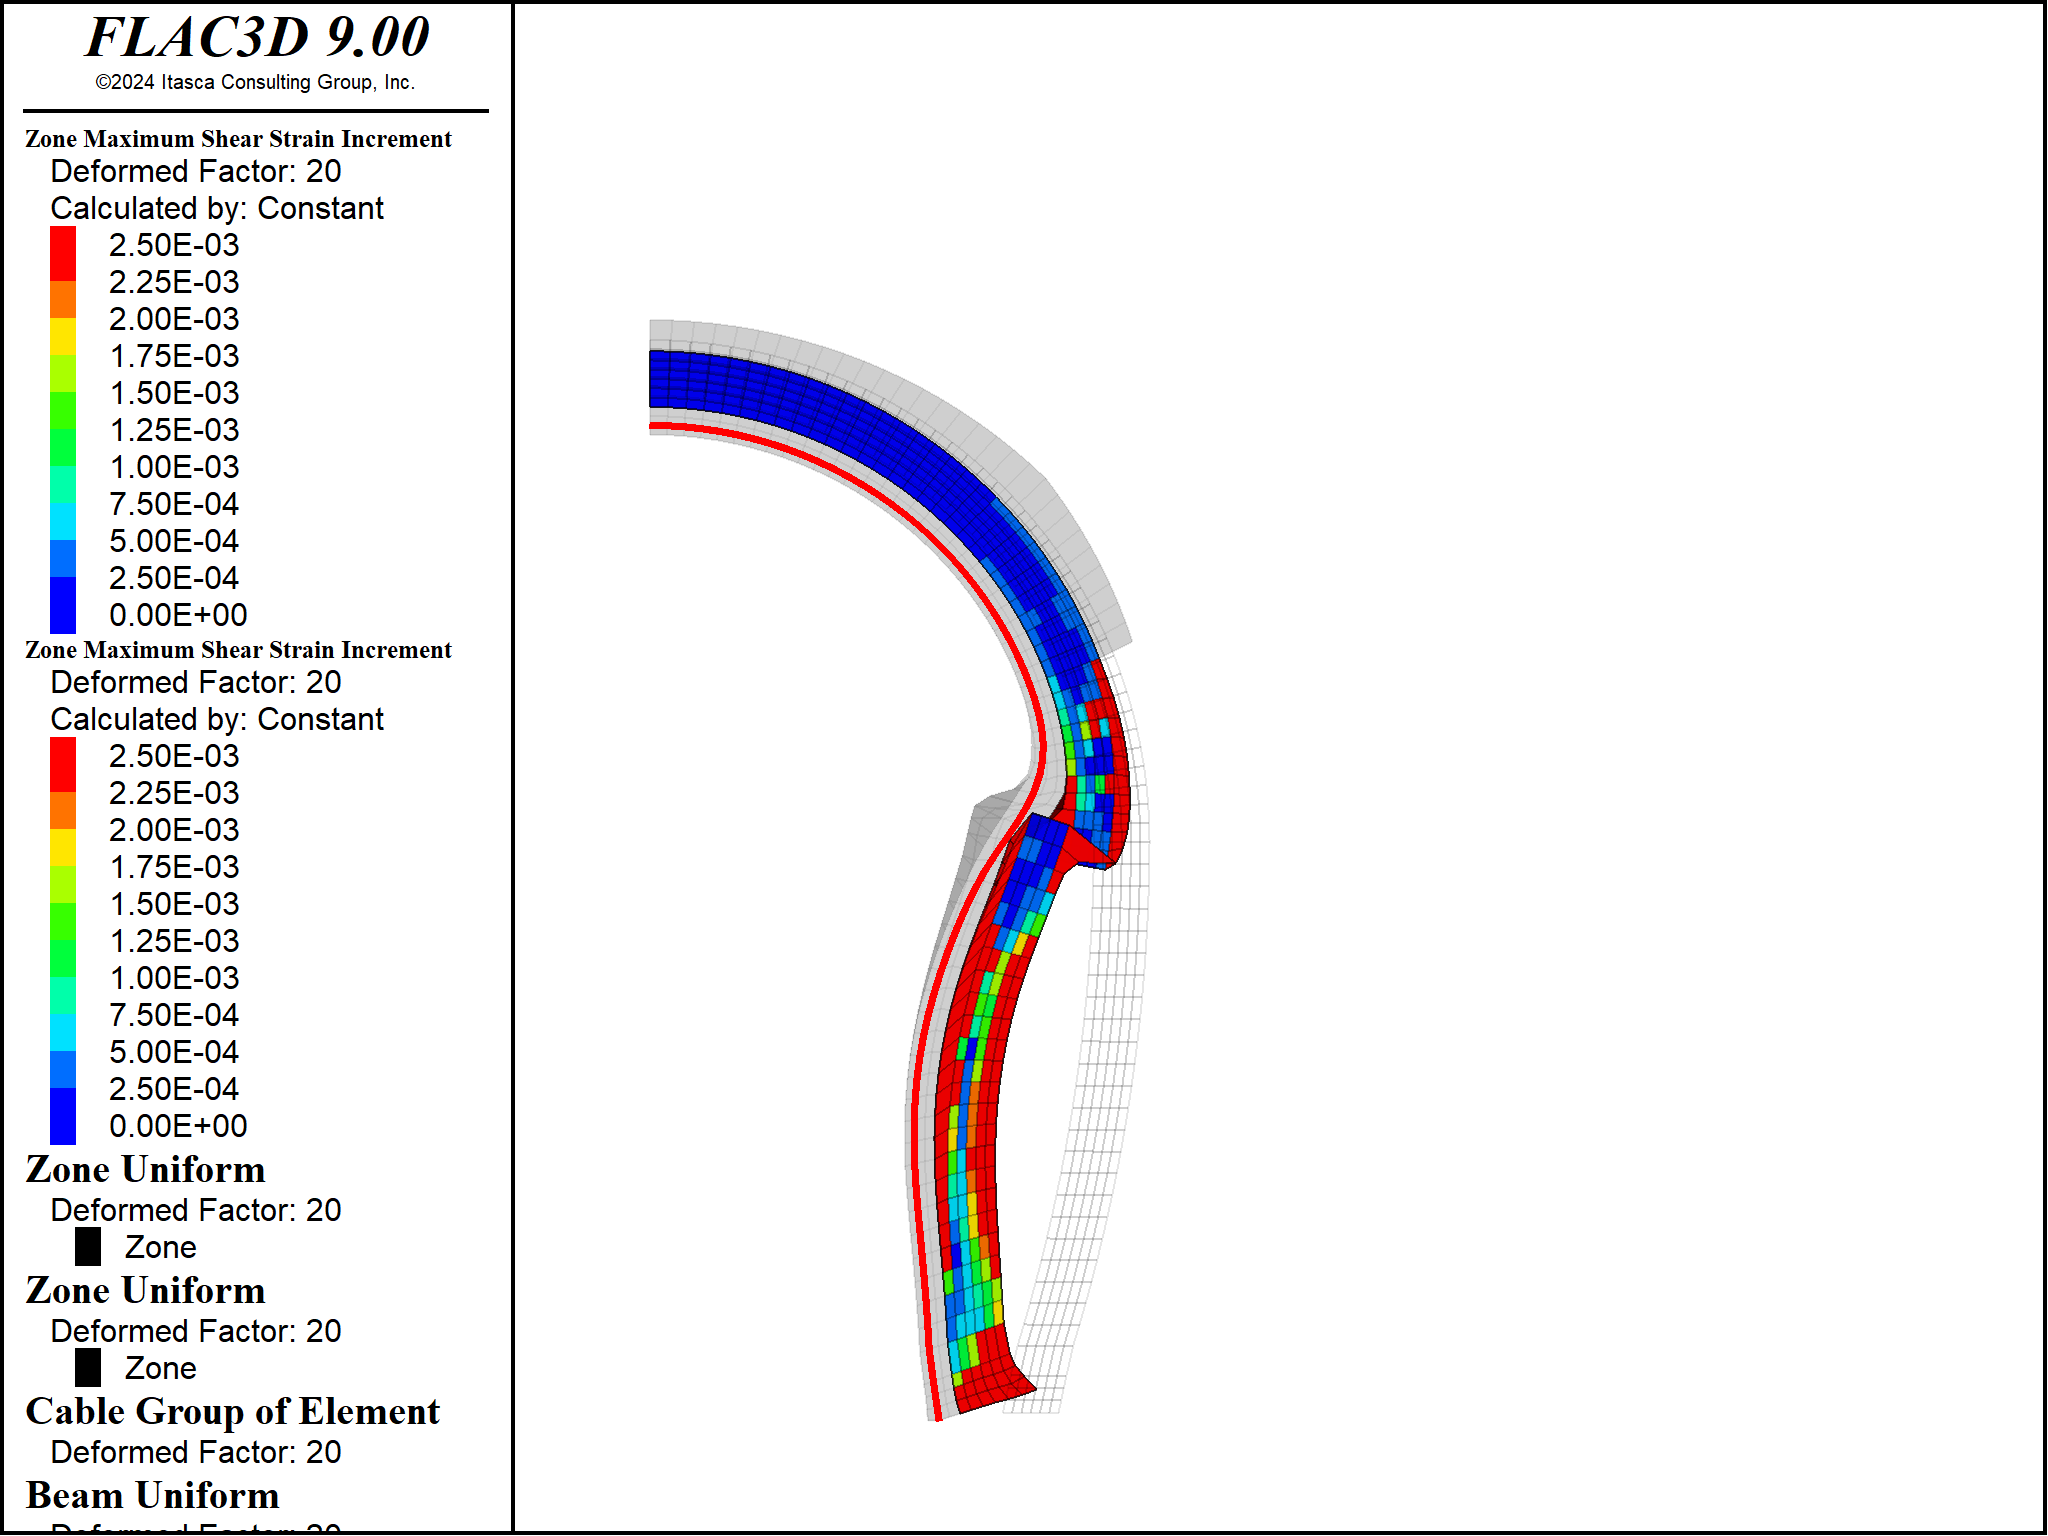 FLAC3D 9.00
©2024 Itasca Consulting Group, Inc.
Zone Maximum Shear Strain Increment
Deformed Factor: 20
Calculated by: Constant
2.50E-03
2.25E-03
2.00E-03
1.75E-03
1.50E-03
1.25E-03
1.00E-03
7.50E-04
5.00E-04
2.50E-04
0.00E+00
Zone Maximum Shear Strain Increment
Deformed Factor: 20
Calculated by: Constant
2.50E-03
2.25E-03
2.00E-03
1.75E-03
1.50E-03
1.25E-03
1.00E-03
7.50E-04
5.00E-04
2.50E-04
0.00E+00
Zone Uniform
Deformed Factor: 20
Zone
Zone Uniform
Deformed Factor: 20
Zone
Cable Group of Element
Deformed Factor: 20
Beam Uniform
Deformed Factor: 20